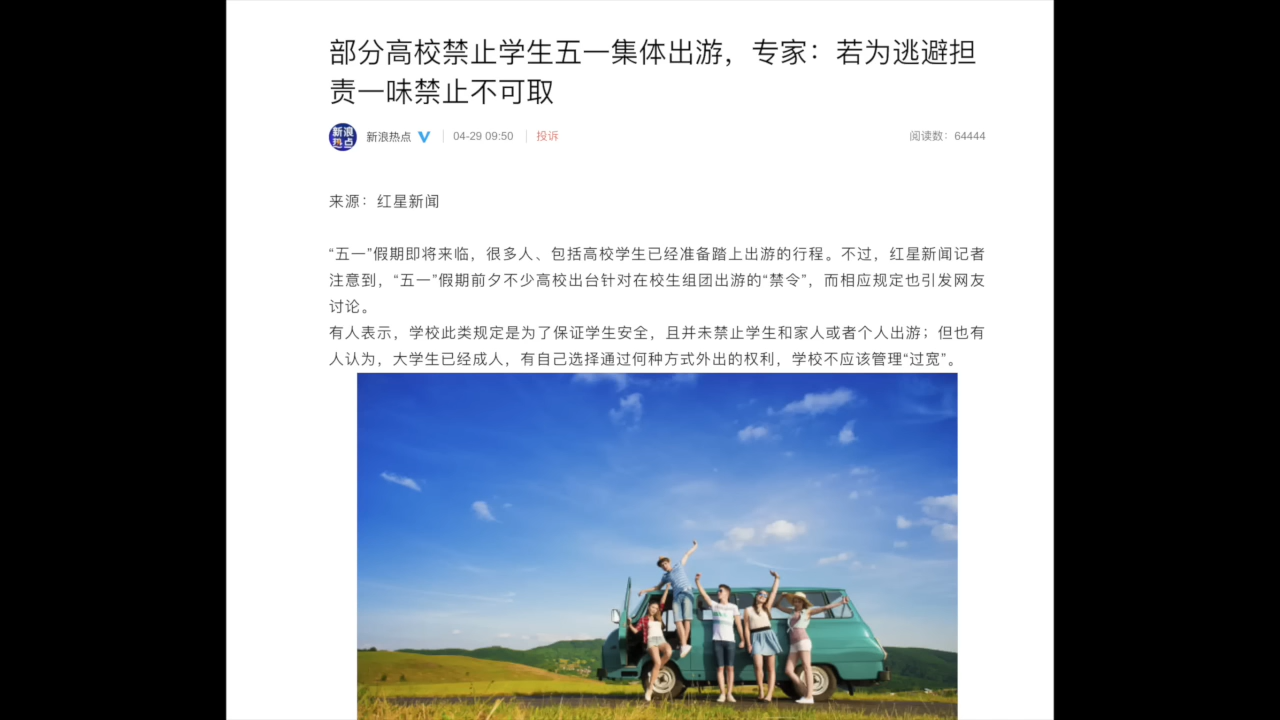 部分高校禁止学生五一集体出游，专家：若为逃避担
责一味禁止不可取
新浪
热点
新浪热点
04-29 09:50
投诉
阅读数：64444
来源：红星新闻
“五一”假期即将来临，很多人、包括高校学生已经准备踏上出游的行程。不过，红星新闻记者
注意到，“五一”假期前夕不少高校出台针对在校生组团出游的“禁令”，而相应规定也引发网友
讨论。
有人表示，学校此类规定是为了保证学生安全，且并未禁止学生和家人或者个人出游；但也有
人认为，大学生已经成人，有自己选择通过何种方式外出的权利，学校不应该管理“过宽”。